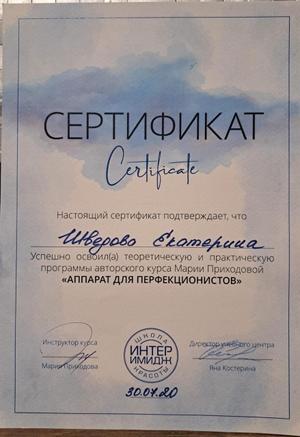 СЕРТИФИКАТ
Certificate
Настоящий сертификат подтверждает, что
Шведово Екатерина
Успешно освоил(а) теоретическую и практическую
программы авторского курса Марии Приходовой
«АППАРАТ ДЛЯ ПЕРФЕКЦИОНИСТОВ»
Инструктор курса
Мария Приходова
ШКОЛА
ИНТЕР
ИМИДЖ
КРАСОТЫ
Директор учебного центра
Яна Костерина
30.07.20